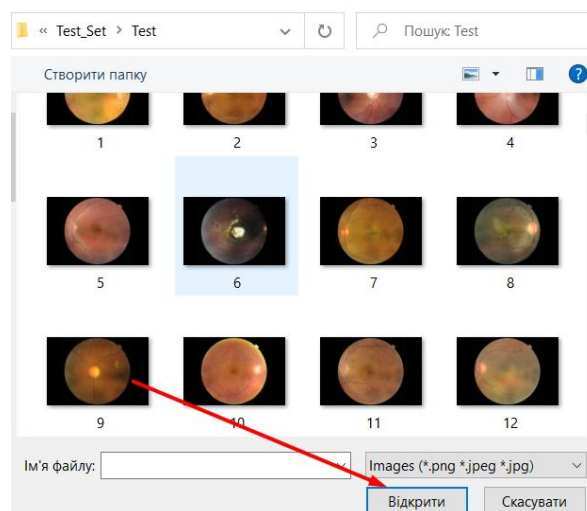 « Test_Set > Test
Пошук: Test
Створити папку
?
1 2 3 4
5 6 7 8
9 10 11 12
Ім'я файлу:
Images (*.png *.jpeg *.jpg)
Відкрити Скасувати